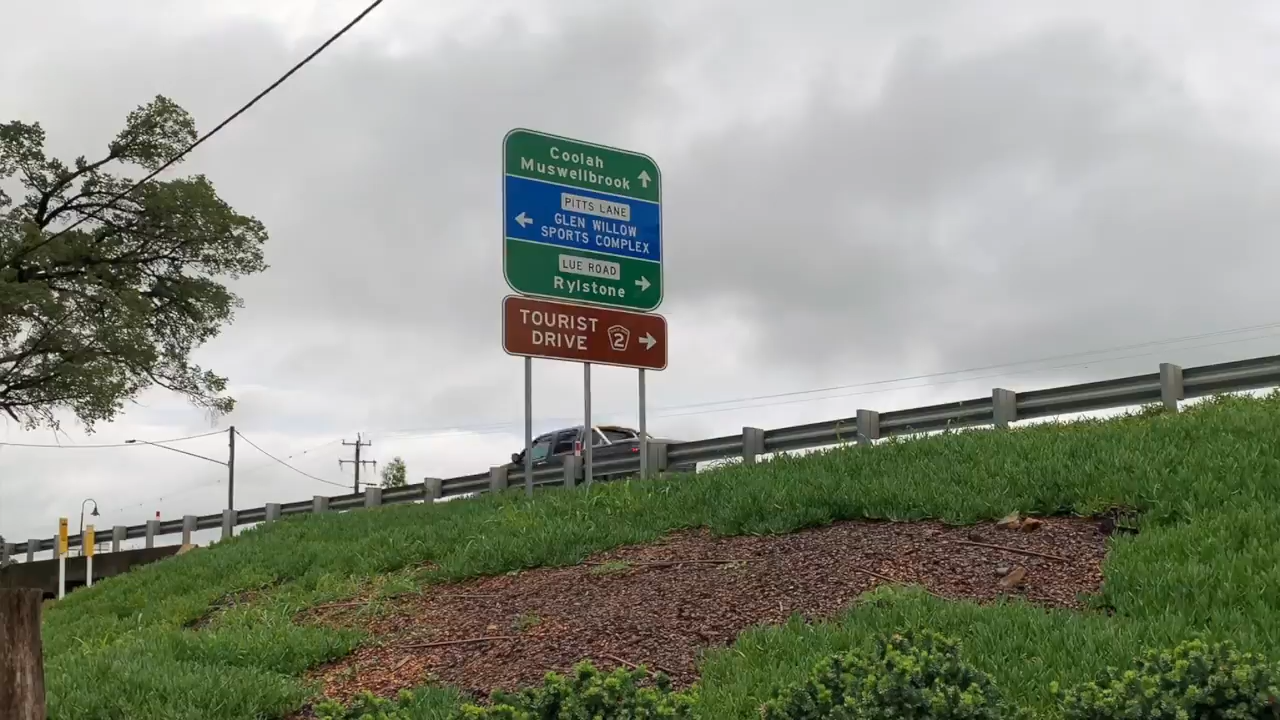 Coolah
Muswellbrook
PITTS LANE
GLEN WILLOW
SPORTS COMPLEX
LUE ROAD
Rylstone
TOURIST
DRIVE
2